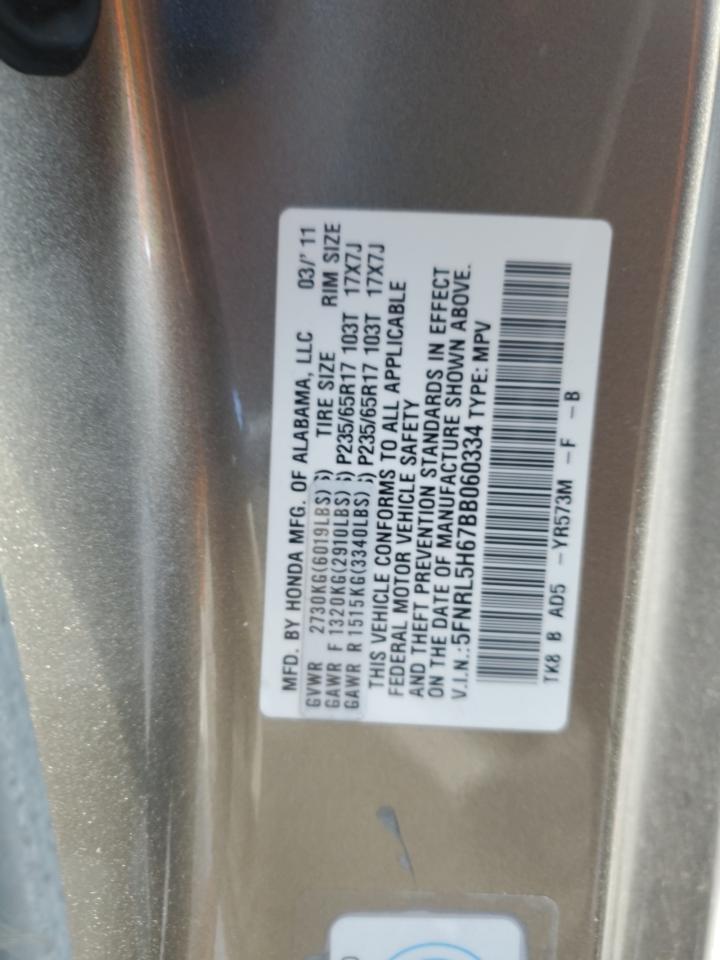 MFD. BY HONDA MFG. OF ALABAMA, LLC 03/' 11
GVWR 2730KG(6019LBS) TIRE SIZE RIM SIZE
GAWR F 1320KG(2910LBS) P235/65R17 103T 17X7J
GAWR R 1515KG(3340LBS) P235/65R17 103T 17X7J
THIS VEHICLE CONFORMS TO ALL APPLICABLE
FEDERAL MOTOR VEHICLE SAFETY
AND THEFT PREVENTION STANDARDS IN EFFECT
ON THE DATE OF MANUFACTURE SHOWN ABOVE.
V.I.N.:5FNRL5H67BB060334 TYPE: MPV
TK8 B AD5 -YR573M -F -B